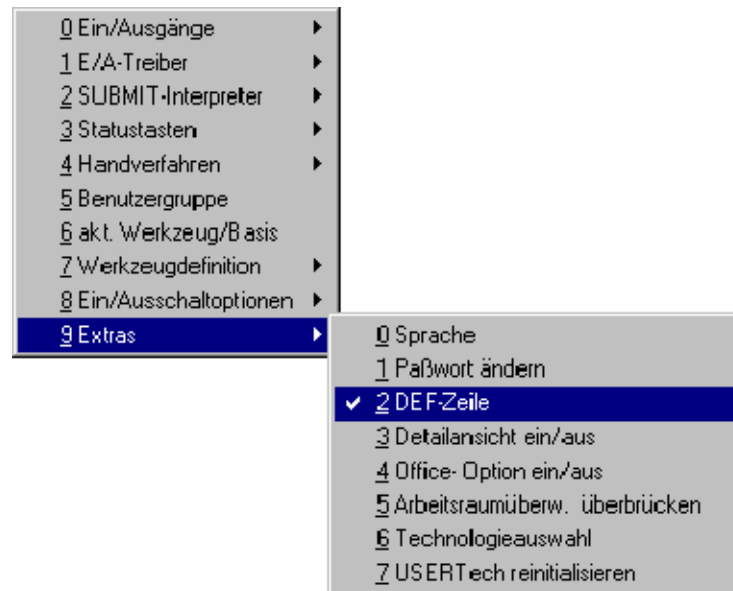 0 Ein/Ausgänge
1 E/A-Treiber
2 SUBMIT-Interpreter
3 Statustasten
4 Handverfahren
5 Benutzergruppe
6 akt. Werkzeug/Basis
7 Werkzeugdefinition
8 Ein/Ausschaltoptionen
9 Extras
0 Sprache
1 Paßwort ändern
2 DEF-Zeile
3 Detailansicht ein/aus
4 Office- Option ein/aus
5 Arbeitsraumüberw. überbrücken
6 Technologieauswahl
7 USERTech reinitialisieren